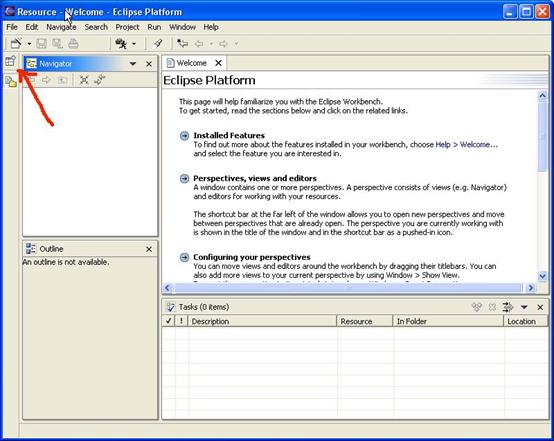 Resource - Welcome - Eclipse Platform
File Edit Navigate Search Project Run Window Help
Navigator
Welcome
Eclipse Platform
This page will help familiarize you with the Eclipse Workbench.
To get started, read the sections below and click on the related links.
Installed Features
To find out more about the features installed in your workbench, choose Help > Welcome...
and select the feature you are interested in.
Perspectives, views and editors
A window contains one or more perspectives. A perspective consists of views (e.g. Navigator)
and editors for working with your resources.
The shortcut bar at the far left of the window allows you to open new perspectives and move
between perspectives that are already open. The perspective you are currently working with
is shown in the title of the window and in the shortcut bar as a pushed-in icon.
Configuring your perspectives
You can move views and editors around the workbench by dragging their titlebars. You can
also add more views to your current perspective by using Window > Show View.
Outline
An outline is not available.
Tasks (0 items)
✓ ! Description Resource In Folder Location